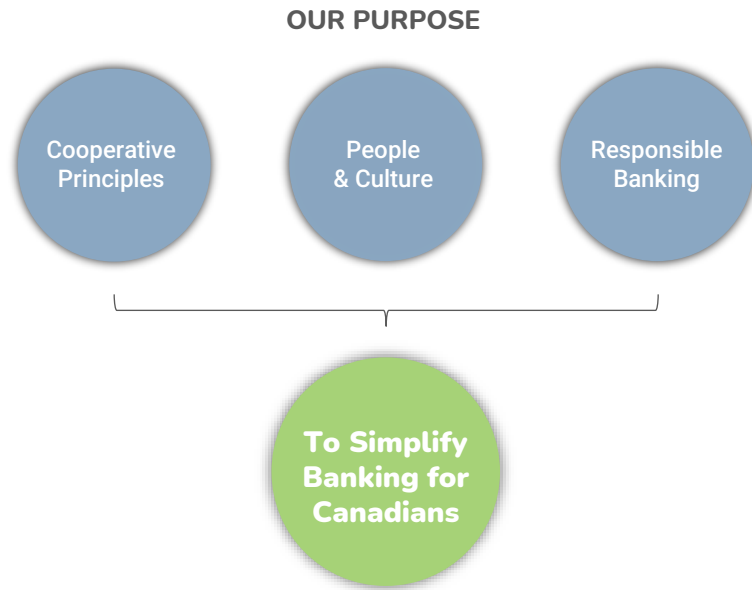 OUR PURPOSE
Cooperative
Principles
People
& Culture
Responsible
Banking
To Simplify
Banking for
Canadians